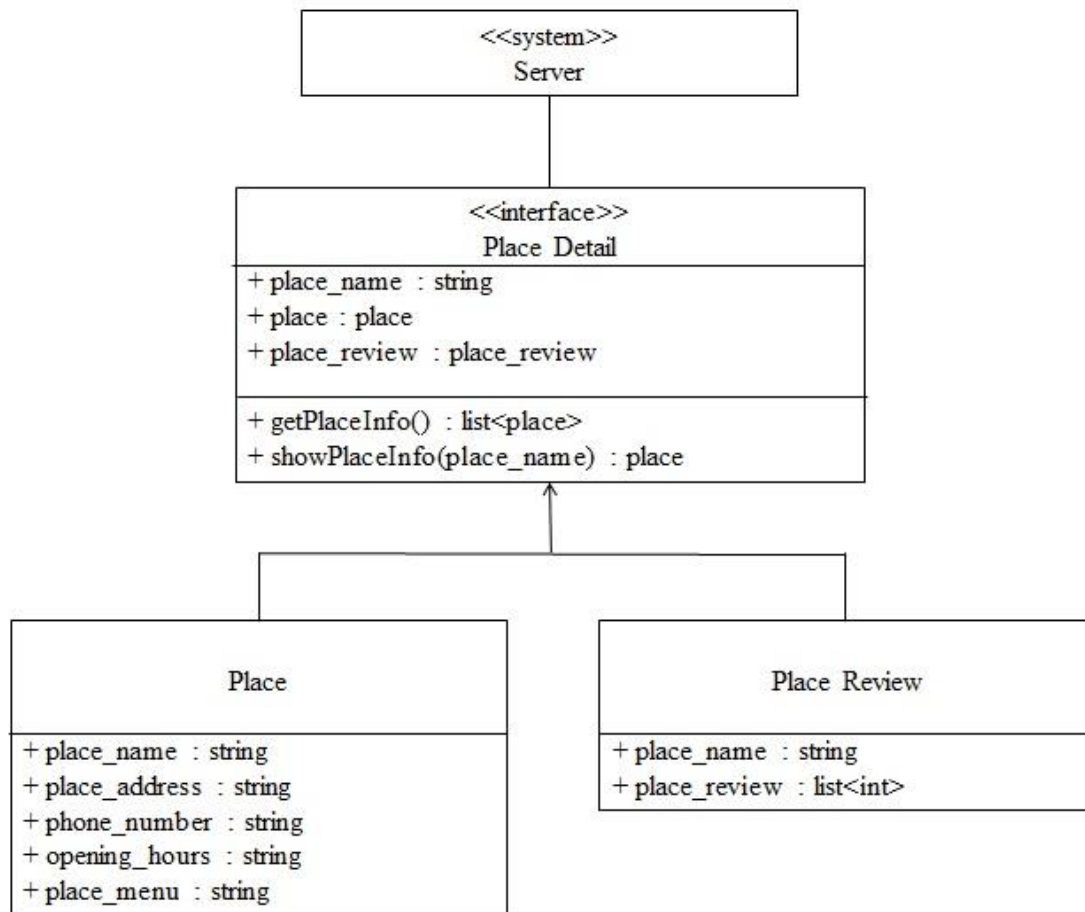 <<system>>
Server
<<interface>>
Place Detail
+ place_name : string
+ place : place
+ place_review : place_review
+ getPlaceInfo() : list<place>
+ showPlaceInfo(place_name) : place
Place
+ place_name : string
+ place_address : string
+ phone_number : string
+ opening_hours : string
+ place_menu : string
Place Review
+ place_name : string
+ place_review : list<int>